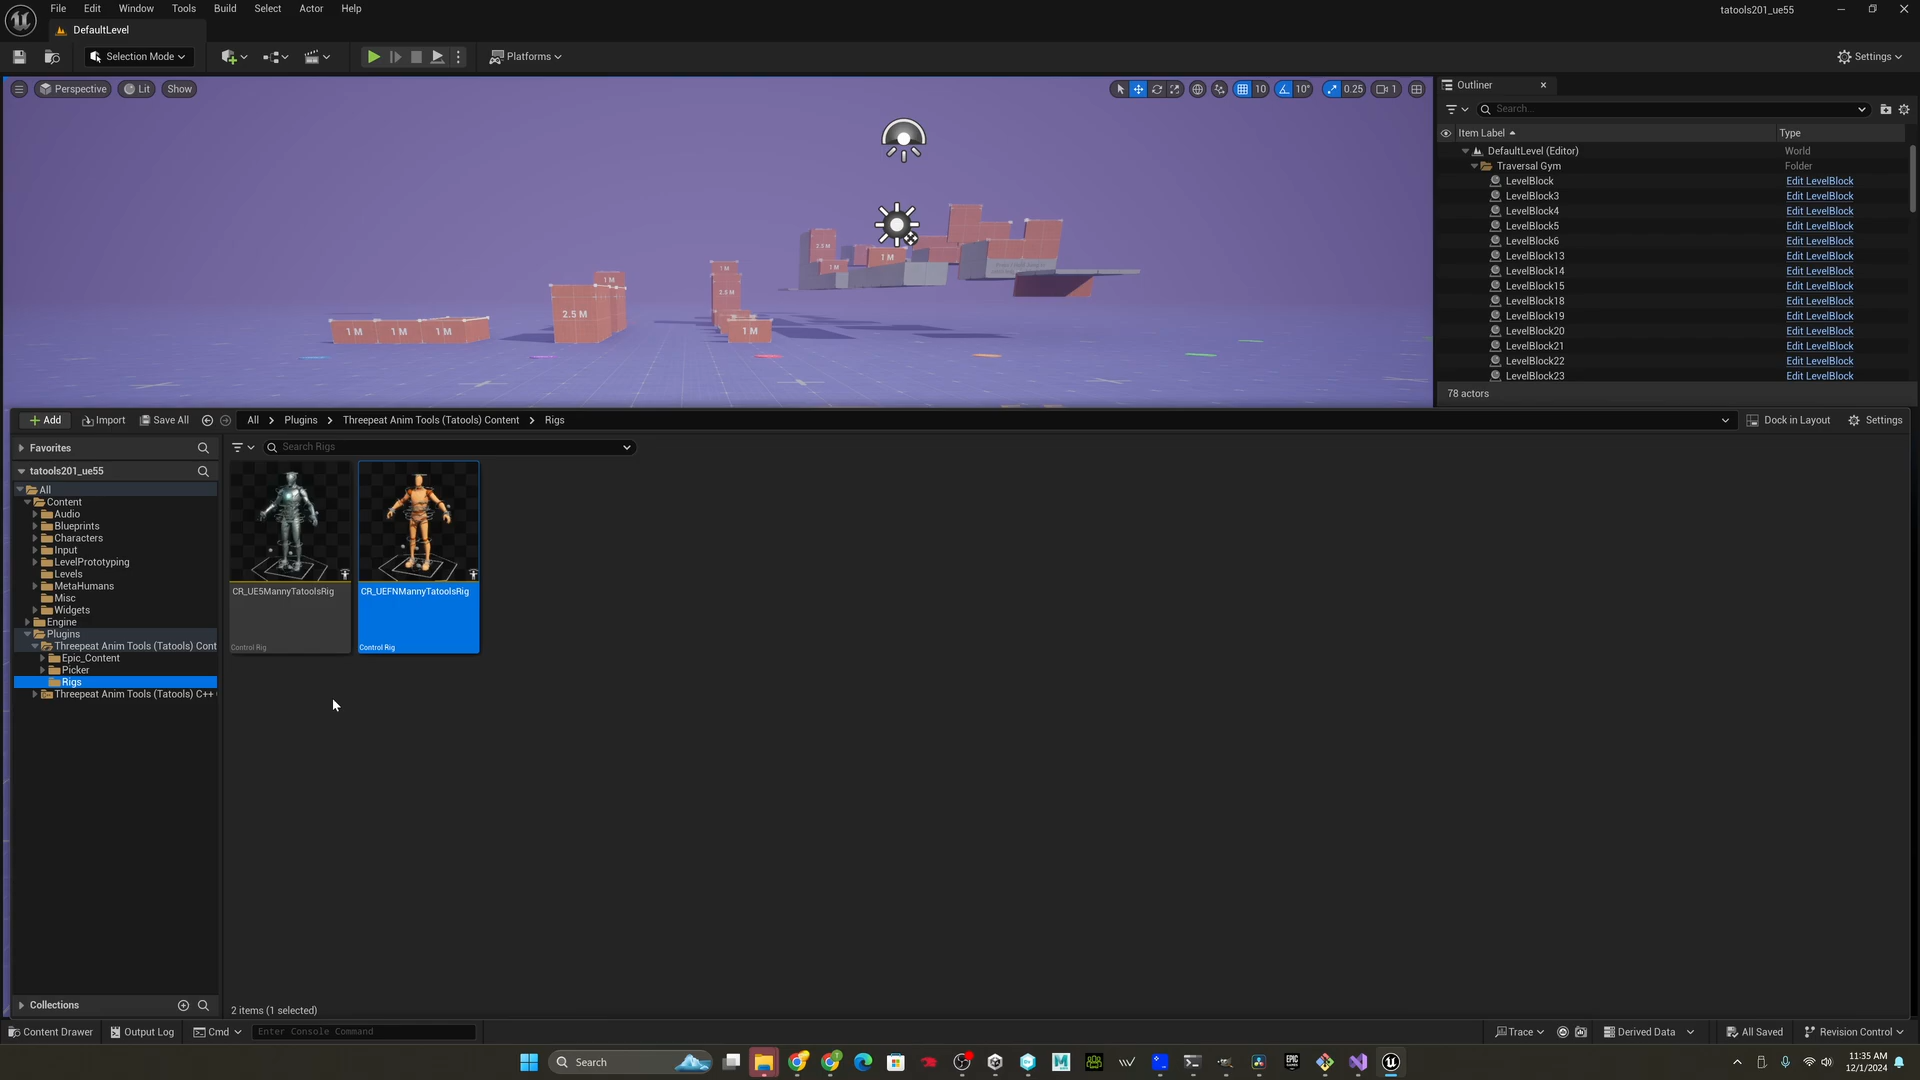 File Edit Window Tools Build Select Actor Help
tatools201_ue55
DefaultLevel
Selection Mode
Platforms
Settings
Perspective Lit Show
10 10° 0.25 1
Outliner
Search...
Item Label Type
DefaultLevel (Editor) World
Traversal Gym Folder
LevelBlock Edit LevelBlock
LevelBlock3 Edit LevelBlock
LevelBlock4 Edit LevelBlock
LevelBlock5 Edit LevelBlock
LevelBlock6 Edit LevelBlock
LevelBlock13 Edit LevelBlock
LevelBlock14 Edit LevelBlock
LevelBlock15 Edit LevelBlock
LevelBlock18 Edit LevelBlock
LevelBlock19 Edit LevelBlock
LevelBlock20 Edit LevelBlock
LevelBlock21 Edit LevelBlock
LevelBlock22 Edit LevelBlock
LevelBlock23 Edit LevelBlock
78 actors
2.5 M
1 M
1 M
1 M
1 M
2.5 M
2.5 M
1 M 1 M 1 M
1 M
Add Import Save All All Plugins Threepeat Anim Tools (Tatools) Content Rigs
Dock in Layout Settings
Favorites
Search Rigs
tatools201_ue55
All
Content
Audio
Blueprints
Characters
Input
LevelPrototyping
Levels
MetaHumans
Misc
Widgets
Engine
Plugins
Threepeat Anim Tools (Tatools) Cont
Epic_Content
Picker
Rigs
Threepeat Anim Tools (Tatools) C++
CR_UE5MannyTatoolsRig
Control Rig
CR_UEFNMannyTatoolsRig
Control Rig
Collections
2 items (1 selected)
Content Drawer Output Log Cmd Enter Console Command
Trace Derived Data All Saved Revision Control
Search
11:35 AM
12/1/2024